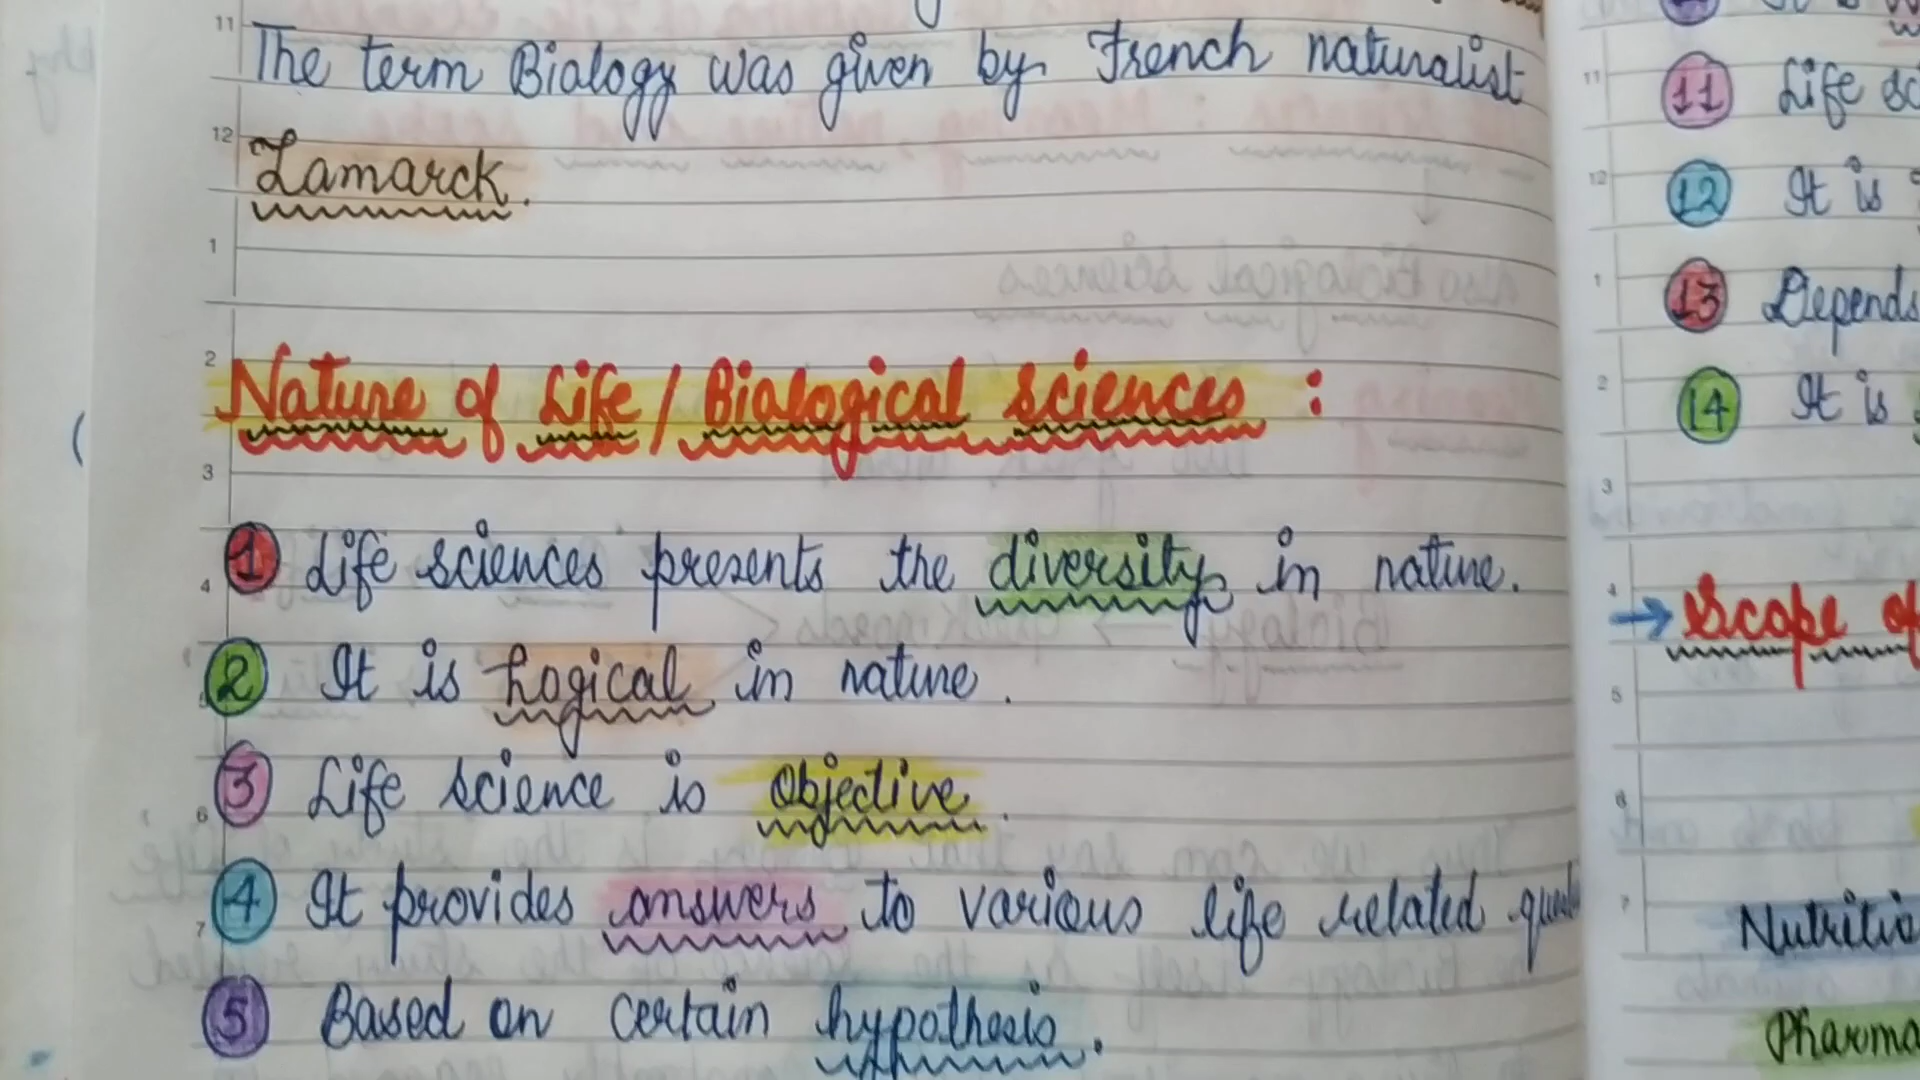 The term Biology was given by French naturalist
Lamarck.
Nature of Life / Biological sciences :
1 Life sciences presents the diversity in nature.
2 It is Logical in nature.
3 Life science is objective.
4 It provides answers to various life related
5 Based on certain hypothesis.
11 Life
12 It is
13 Depends
14 It is
→ Scope of